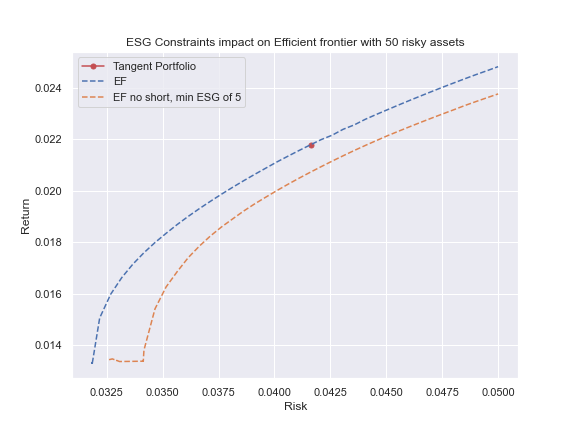 ESG Constraints impact on Efficient frontier with 50 risky assets
Tangent Portfolio
EF
EF no short, min ESG of 5
Return
0.024
0.022
0.020
0.018
0.016
0.014
0.0325 0.0350 0.0375 0.0400 0.0425 0.0450 0.0475 0.0500
Risk